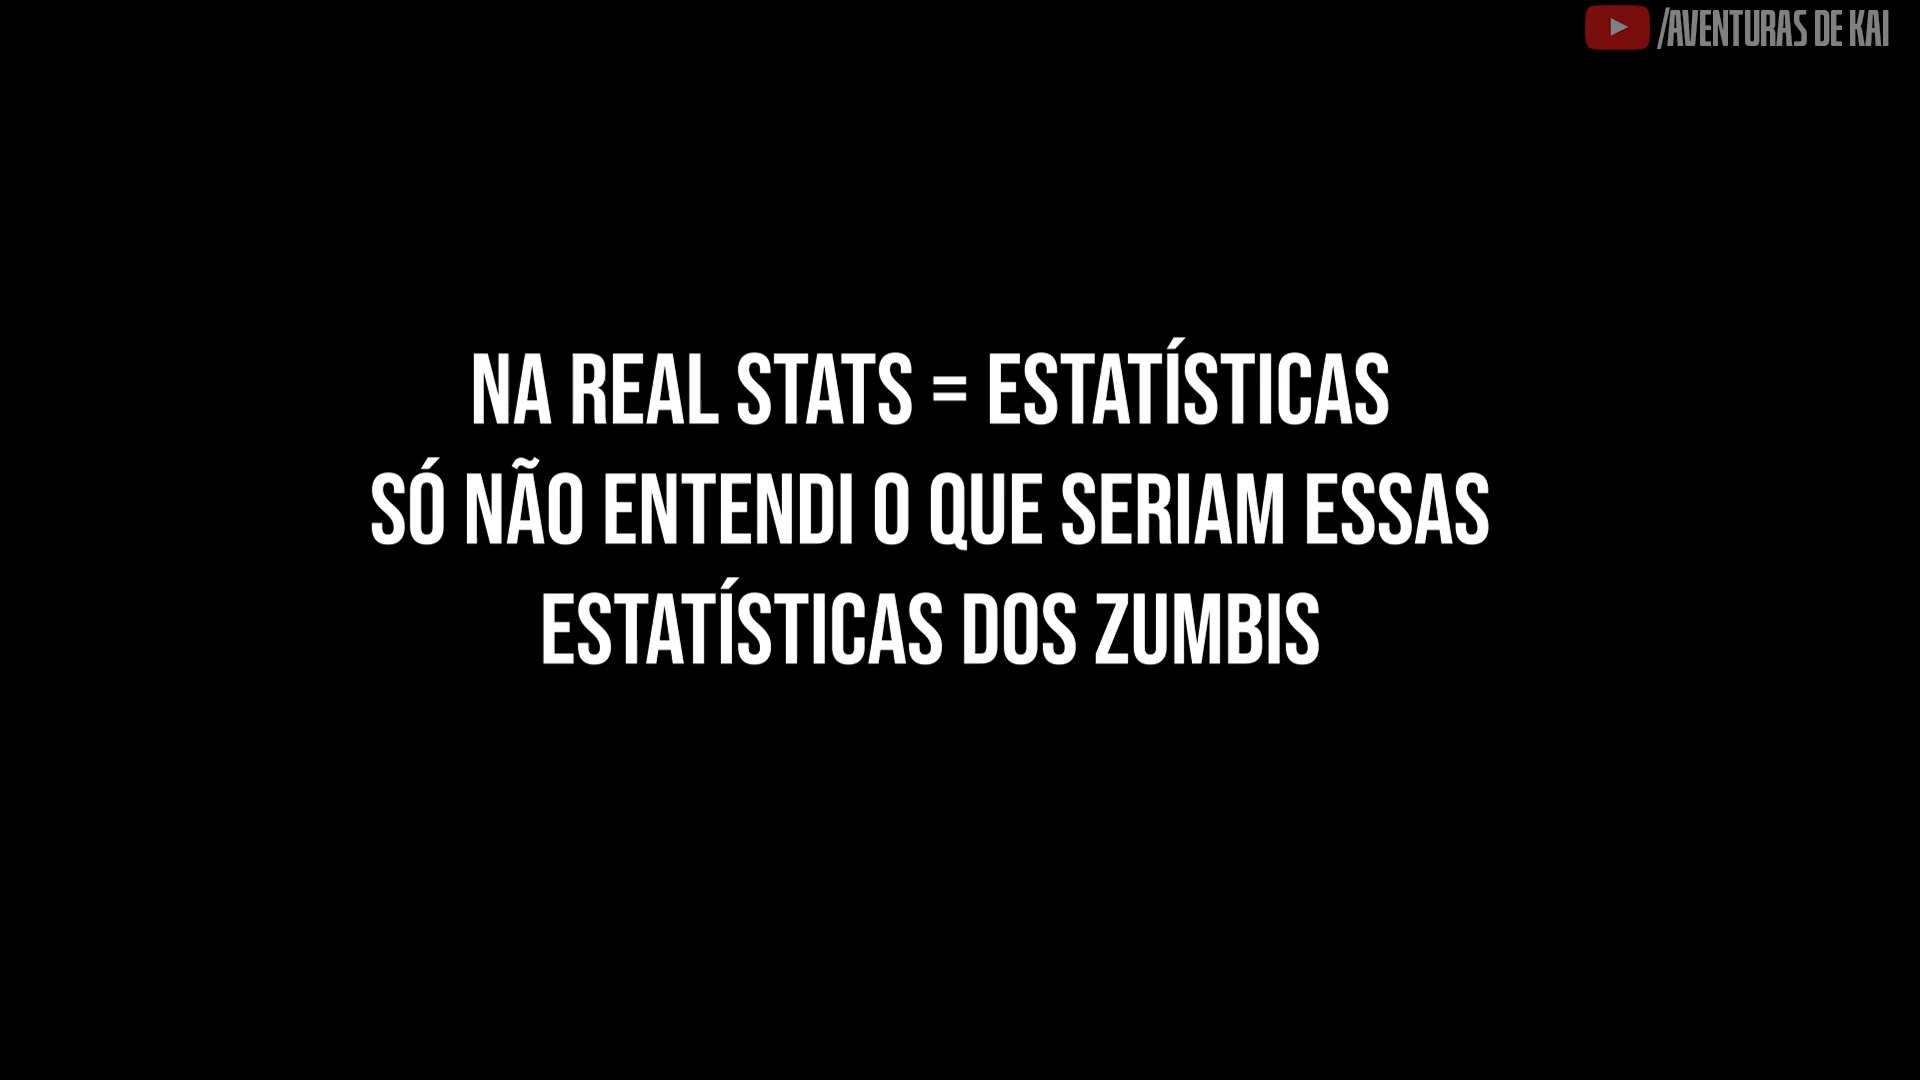 /AVENTURAS DE KAI
NA REAL STATS = ESTATÍSTICAS
SÓ NÃO ENTENDI O QUE SERIAM ESSAS
ESTATÍSTICAS DOS ZUMBIS